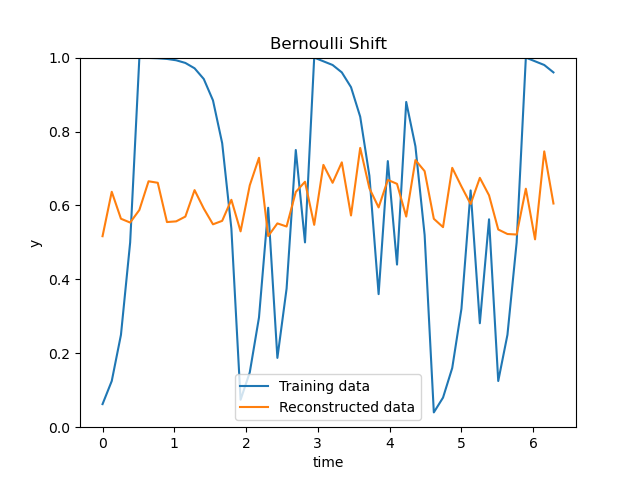 Bernoulli Shift
1.0
0.8
0.6
0.4
0.2
0.0
y
Training data
Reconstructed data
0 1 2 3 4 5 6
time